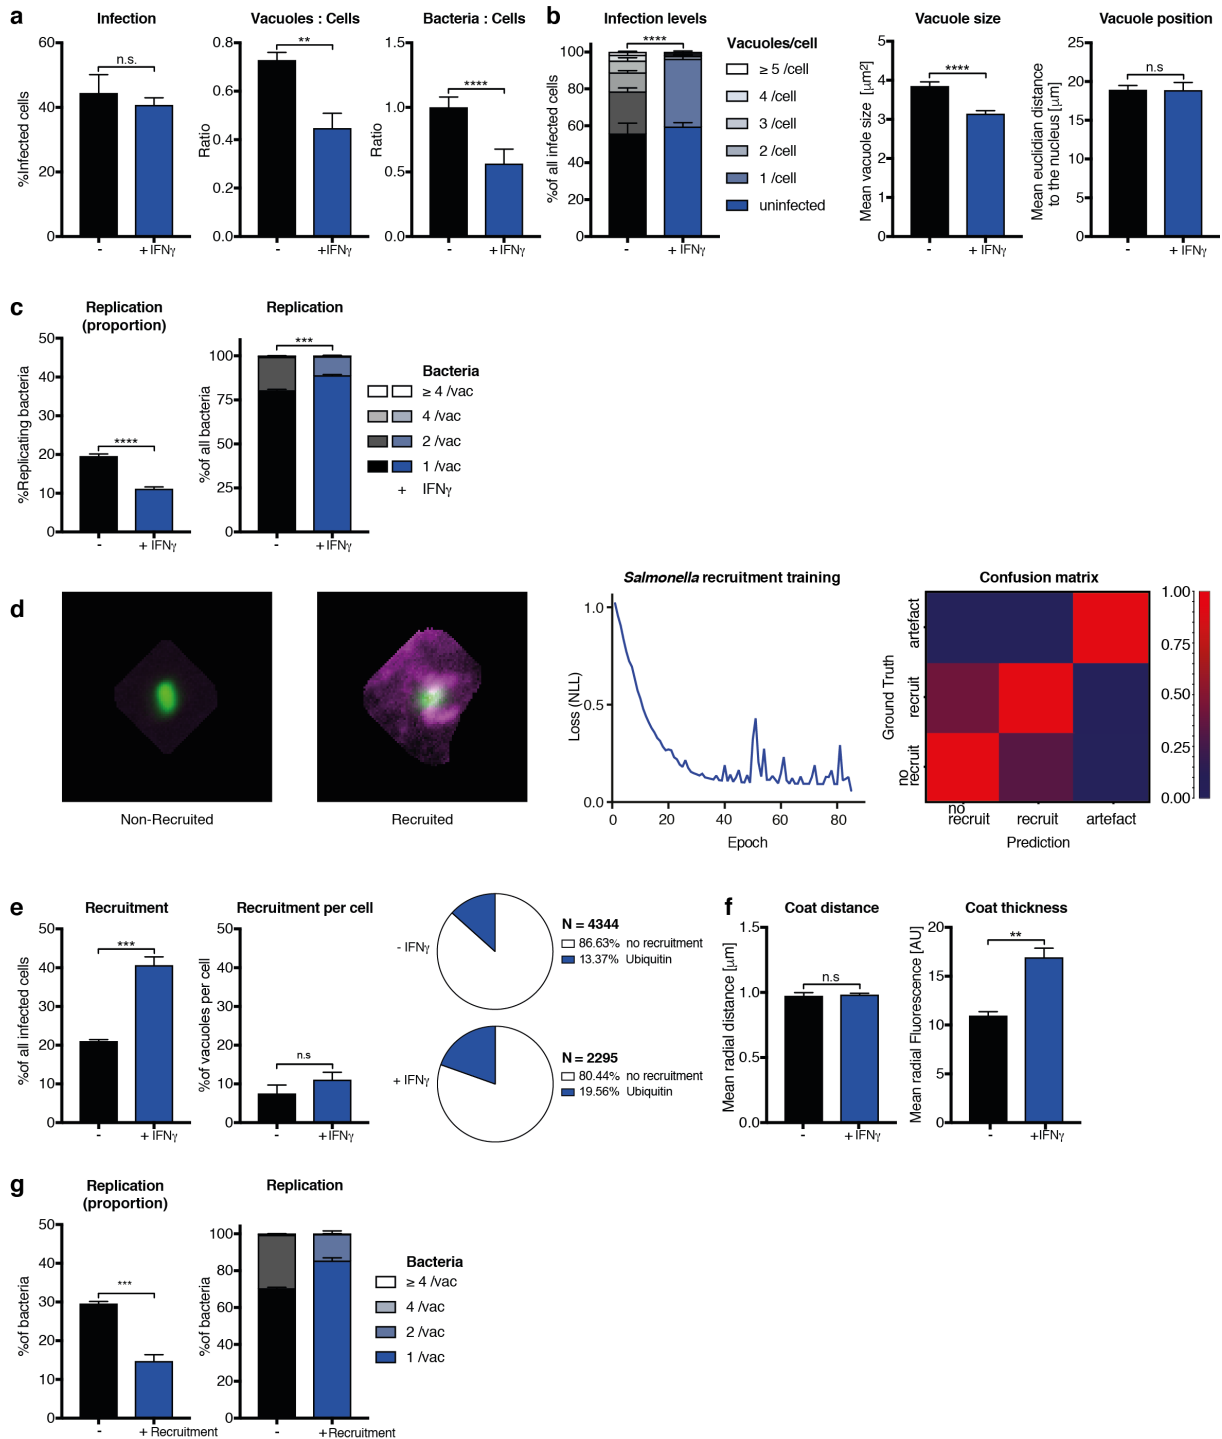 a
Infection
%Infected cells
60
40
20
0
n.s.
-
+ IFNγ
Vacuoles : Cells
Ratio
0.8
0.6
0.4
0.2
0.0
**
-
+IFNγ
Bacteria : Cells
Ratio
1.5
1.0
0.5
0.0
****
-
+ IFNγ
b
Infection levels
%of all infected cells
100
80
60
40
20
0
****
-
+ IFNγ
Vacuoles/cell
≥ 5 /cell
4 /cell
3 /cell
2 /cell
1 /cell
uninfected
Vacuole size
Mean vacuole size [µm²]
5
4
3
2
1
0
****
-
+ IFNγ
Vacuole position
Mean euclidian distance
to the nucleus [µm]
25
20
15
10
5
0
n.s
-
+ IFNγ
c
Replication
(proportion)
%Replicating bacteria
50
40
30
20
10
0
****
-
+ IFNγ
Replication
%of all bacteria
100
75
50
25
0
***
-
+ IFNγ
Bacteria
≥ 4 /vac
4 /vac
2 /vac
1 /vac
+ IFNγ
d
Non-Recruited
Recruited
Salmonella recruitment training
Loss (NLL)
1.0
0.5
0.0
0
20
40
60
80
Epoch
Confusion matrix
Ground Truth
artefact
recruit
no
recruit
no
recruit
recruit
artefact
Prediction
1.00
0.75
0.50
0.25
0.00
e
Recruitment
%of all infected cells
50
40
30
20
10
0
***
-
+ IFNγ
Recruitment per cell
%of vacuoles per cell
50
40
30
20
10
0
n.s
-
+ IFNγ
- IFNγ
N = 4344
86.63% no recruitment
13.37% Ubiquitin
+ IFNγ
N = 2295
80.44% no recruitment
19.56% Ubiquitin
f
Coat distance
Mean radial distance [µm]
1.5
1.0
0.5
0.0
n.s
-
+ IFNγ
Coat thickness
Mean radial Fluorescence [AU]
20
15
10
5
0
**
-
+IFNγ
g
Replication
(proportion)
%of bacteria
50
40
30
20
10
0
***
-
+ Recruitment
Replication
%of bacteria
100
80
60
40
20
0
-
+Recruitment
Bacteria
≥ 4 /vac
4 /vac
2 /vac
1 /vac